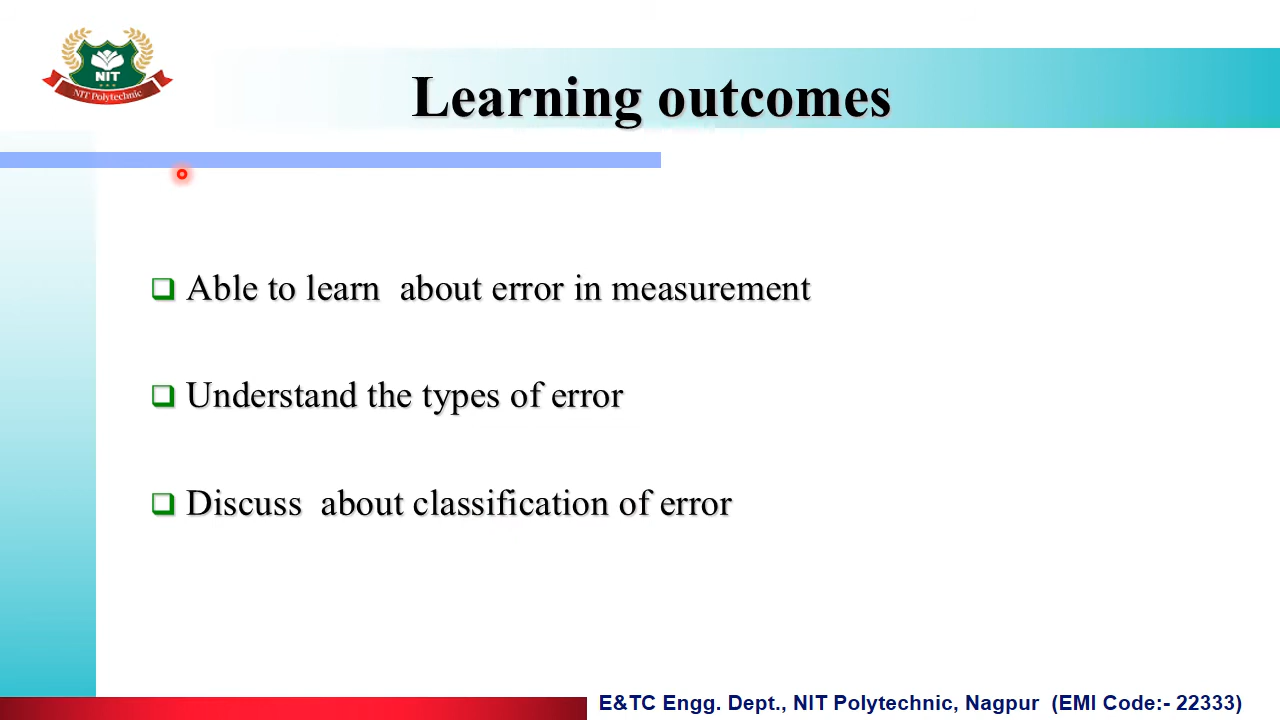 NIT
NIT Polytechnic
Learning outcomes
Able to learn  about error in measurement
Understand the types of error
Discuss  about classification of error
E&TC Engg. Dept., NIT Polytechnic, Nagpur  (EMI Code:- 22333)